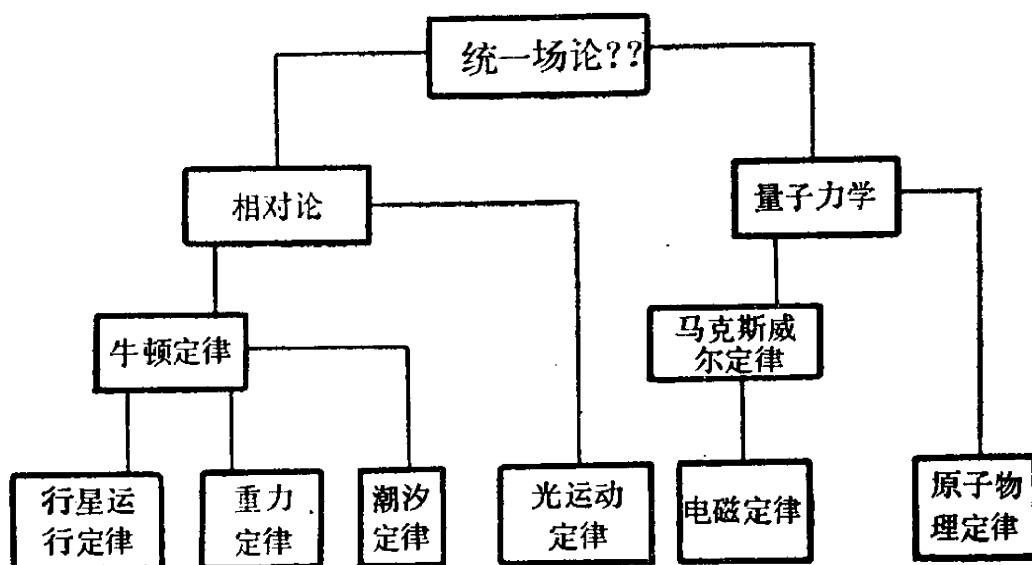 统一场论??
相对论
量子力学
牛顿定律
马克斯威
尔定律
行星运
行定律
重力
定律
潮汐
定律
光运动
定律
电磁定律
原子物
理定律